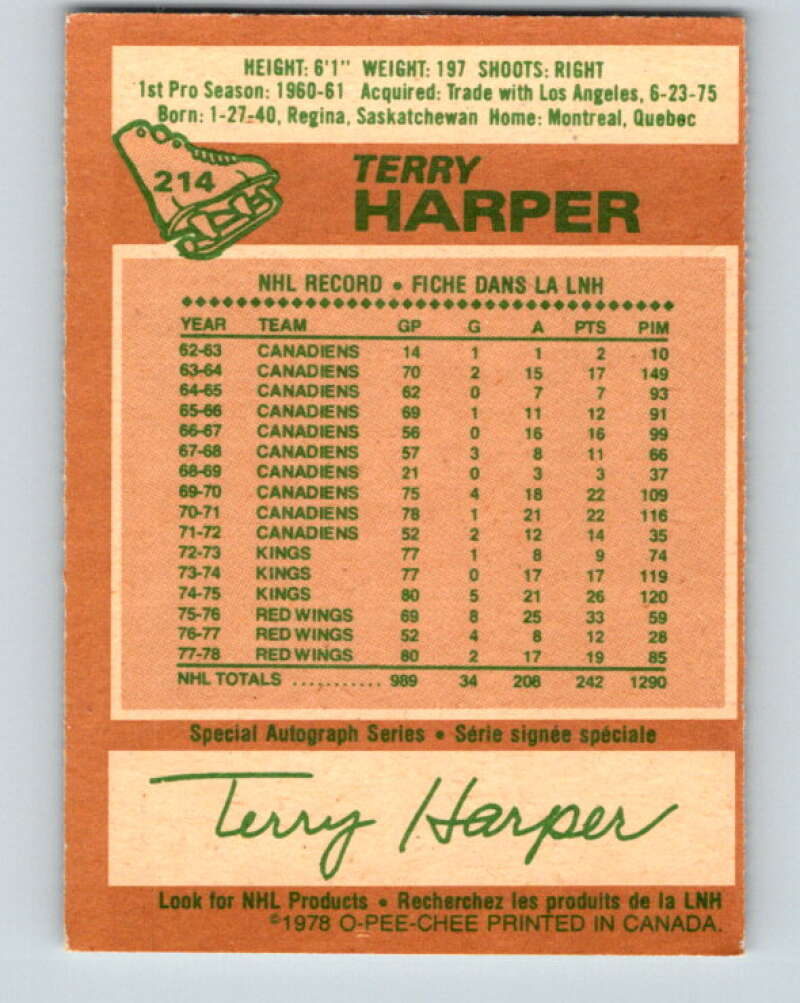 HEIGHT: 6'1" WEIGHT: 197 SHOOTS: RIGHT
1st Pro Season: 1960-61 Acquired: Trade with Los Angeles, 6-23-75
Born: 1-27-40, Regina, Saskatchewan Home: Montreal, Quebec
214
TERRY
HARPER
NHL RECORD • FICHE DANS LA LNH
YEAR TEAM GP G A PTS PIM
62-63 CANADIENS 14 1 1 2 10
63-64 CANADIENS 70 2 15 17 149
64-65 CANADIENS 62 0 7 7 93
65-66 CANADIENS 69 1 11 12 91
66-67 CANADIENS 56 0 16 16 99
67-68 CANADIENS 57 3 8 11 66
68-69 CANADIENS 21 0 3 3 37
69-70 CANADIENS 75 4 18 22 109
70-71 CANADIENS 78 1 21 22 116
71-72 CANADIENS 52 2 12 14 35
72-73 KINGS 77 1 8 9 74
73-74 KINGS 77 0 17 17 119
74-75 KINGS 80 5 21 26 120
75-76 RED WINGS 69 8 25 33 59
76-77 RED WINGS 52 4 8 12 28
77-78 RED WINGS 80 2 17 19 85
NHL TOTALS ........... 989 34 208 242 1290
Special Autograph Series • Série signée spéciale
Terry Harper
Look for NHL Products • Recherchez les produits de la LNH
©1978 O-PEE-CHEE PRINTED IN CANADA.